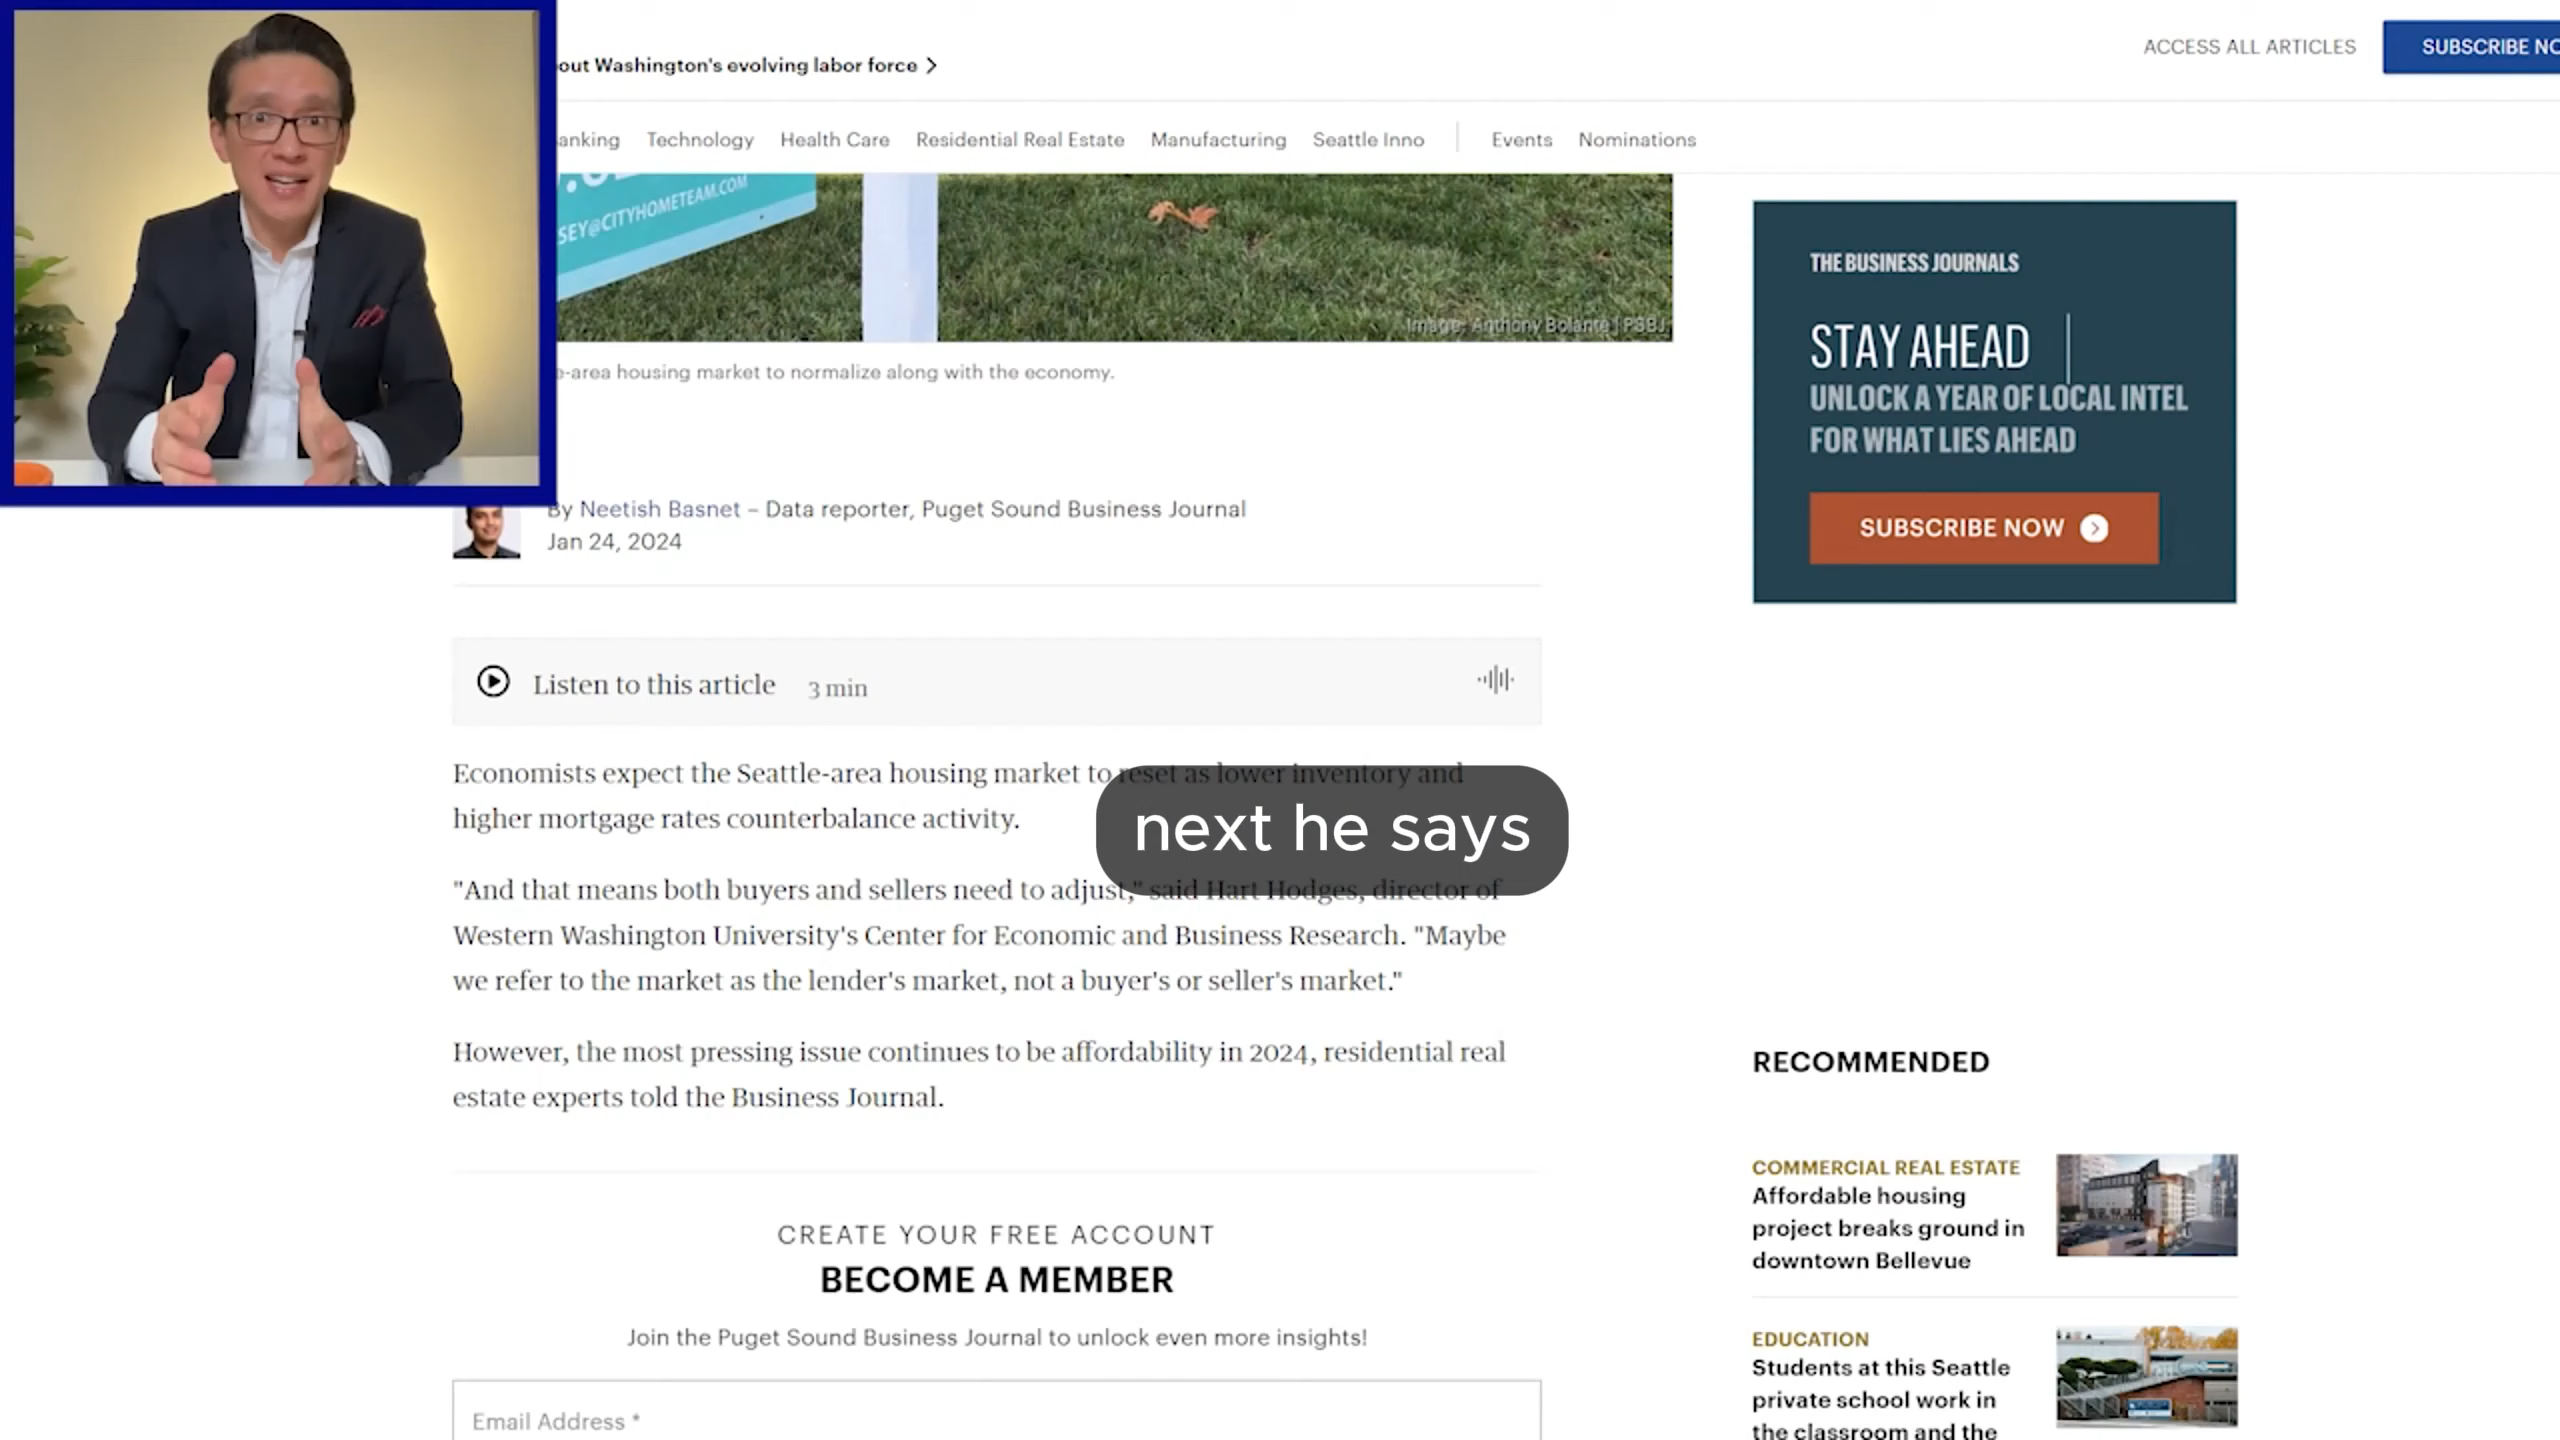 out Washington's evolving labor force
ACCESS ALL ARTICLES
SUBSCRIBE NO
anking Technology Health Care Residential Real Estate Manufacturing Seattle Inno Events Nominations
SEY@CITYHOMETEAM.COM
Image: Anthony Bolante | PSBJ
e-area housing market to normalize along with the economy.
THE BUSINESS JOURNALS
STAY AHEAD
UNLOCK A YEAR OF LOCAL INTEL
FOR WHAT LIES AHEAD
SUBSCRIBE NOW
By Neetish Basnet – Data reporter, Puget Sound Business Journal
Jan 24, 2024
Listen to this article 3 min
Economists expect the Seattle-area housing market to reset as lower inventory and
higher mortgage rates counterbalance activity.
next he says
"And that means both buyers and sellers need to adjust," said Hart Hodges, director of
Western Washington University's Center for Economic and Business Research. "Maybe
we refer to the market as the lender's market, not a buyer's or seller's market."
However, the most pressing issue continues to be affordability in 2024, residential real
estate experts told the Business Journal.
CREATE YOUR FREE ACCOUNT
BECOME A MEMBER
Join the Puget Sound Business Journal to unlock even more insights!
Email Address *
RECOMMENDED
COMMERCIAL REAL ESTATE
Affordable housing
project breaks ground in
downtown Bellevue
EDUCATION
Students at this Seattle
private school work in
the classroom and the